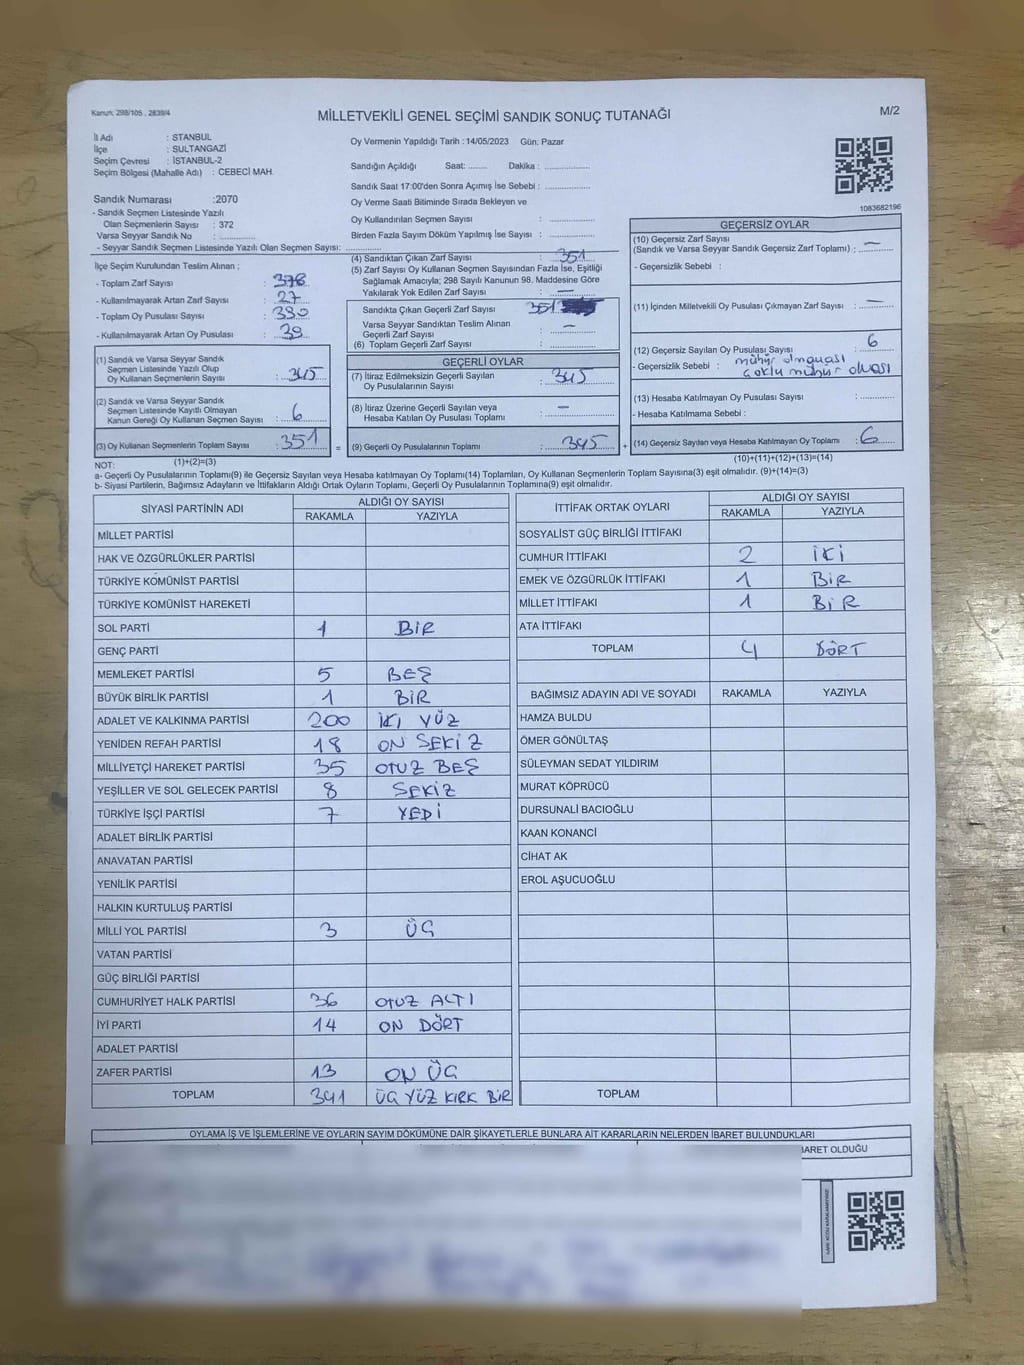 Kanun: 298/105 , 2839/4
MİLLETVEKİLİ GENEL SEÇİMİ SANDIK SONUÇ TUTANAĞI
M/2
İl Adı : STANBUL
İlçe : SULTANGAZİ
Seçim Çevresi : İSTANBUL-2
Seçim Bölgesi (Mahalle Adı) : CEBECİ MAH.
Sandık Numarası :2070
- Sandık Seçmen Listesinde Yazılı
Olan Seçmenlerin Sayısı : 372
Varsa Seyyar Sandık No :
- Seyyar Sandık Seçmen Listesinde Yazılı Olan Seçmen Sayısı:
Oy Vermenin Yapıldığı Tarih : 14/05/2023 Gün: Pazar
Sandığın Açıldığı Saat: Dakika :
Sandık Saat 17:00'den Sonra Açımış İse Sebebi :
Oy Verme Saati Bitiminde Sırada Bekleyen ve
Oy Kullandırılan Seçmen Sayısı :
Birden Fazla Sayım Döküm Yapılmış İse Sayısı :
1083682196
İlçe Seçim Kurulundan Teslim Alınan ;
- Toplam Zarf Sayısı : 378
- Kullanılmayarak Artan Zarf Sayısı : 27
- Toplam Oy Pusulası Sayısı : 380
- Kullanılmayarak Artan Oy Pusulası : 39
(1) Sandık ve Varsa Seyyar Sandık
Seçmen Listesinde Yazılı Olup
Oy Kullanan Seçmenlerin Sayısı : 345
(2) Sandık ve Varsa Seyyar Sandık
Seçmen Listesinde Kayıtlı Olmayan
Kanun Gereği Oy Kullanan Seçmen Sayısı : 6
(3) Oy Kullanan Seçmenlerin Toplam Sayısı : 351 =
(4) Sandıktan Çıkan Zarf Sayısı : 351
(5) Zarf Sayısı Oy Kullanan Seçmen Sayısından Fazla İse, Eşitliği
Sağlamak Amacıyla; 298 Sayılı Kanunun 98. Maddesine Göre
Yakılarak Yok Edilen Zarf Sayısı : —
Sandıkta Çıkan Geçerli Zarf Sayısı : 351
Varsa Seyyar Sandıktan Teslim Alınan
Geçerli Zarf Sayısı : —
(6) Toplam Geçerli Zarf Sayısı :
GEÇERLİ OYLAR
(7) İtiraz Edilmeksizin Geçerli Sayılan
Oy Pusulalarının Sayısı : 345
(8) İtiraz Üzerine Geçerli Sayılan veya
Hesaba Katılan Oy Pusulası Toplamı : —
(9) Geçerli Oy Pusulalarının Toplamı : 345 +
GEÇERSİZ OYLAR
(10) Geçersiz Zarf Sayısı
(Sandık ve Varsa Seyyar Sandık Geçersiz Zarf Toplamı) : —
- Geçersizlik Sebebi :
(11) İçinden Milletvekili Oy Pusulası Çıkmayan Zarf Sayısı : —
(12) Geçersiz Sayılan Oy Pusulası Sayısı : 6
- Geçersizlik Sebebi : mühür olmaması
çoklu mühür olması
(13) Hesaba Katılmayan Oy Pusulası Sayısı :
- Hesaba Katılmama Sebebi :
(14) Geçersiz Sayılan veya Hesaba Katılmayan Oy Toplamı : 6
NOT: (1)+(2)=(3) (10)+(11)+(12)+(13)=(14)
a- Geçerli Oy Pusulalarının Toplamı(9) ile Geçersiz Sayılan veya Hesaba katılmayan Oy Toplamı(14) Toplamları, Oy Kullanan Seçmenlerin Toplam Sayısına(3) eşit olmalıdır. (9)+(14)=(3)
b- Siyasi Partilerin, Bağımsız Adayların ve İttifakların Aldığı Ortak Oyların Toplamı, Geçerli Oy Pusulalarının Toplamına(9) eşit olmalıdır.
SİYASİ PARTİNİN ADI ALDIĞI OY SAYISI
RAKAMLA YAZIYLA
MİLLET PARTİSİ
HAK VE ÖZGÜRLÜKLER PARTİSİ
TÜRKİYE KOMÜNİST PARTİSİ
TÜRKİYE KOMÜNİST HAREKETİ
SOL PARTİ 1 BİR
GENÇ PARTİ
MEMLEKET PARTİSİ 5 BEŞ
BÜYÜK BİRLİK PARTİSİ 1 BİR
ADALET VE KALKINMA PARTİSİ 200 İKİ YÜZ
YENİDEN REFAH PARTİSİ 18 ON SEKİZ
MİLLİYETÇİ HAREKET PARTİSİ 35 OTUZ BEŞ
YEŞİLLER VE SOL GELECEK PARTİSİ 8 SEKİZ
TÜRKİYE İŞÇİ PARTİSİ 7 YEDİ
ADALET BİRLİK PARTİSİ
ANAVATAN PARTİSİ
YENİLİK PARTİSİ
HALKIN KURTULUŞ PARTİSİ
MİLLİ YOL PARTİSİ 3 ÜÇ
VATAN PARTİSİ
GÜÇ BİRLİĞİ PARTİSİ
CUMHURİYET HALK PARTİSİ 36 OTUZ ALTI
İYİ PARTİ 14 ON DÖRT
ADALET PARTİSİ
ZAFER PARTİSİ 13 ON ÜÇ
TOPLAM 341 ÜÇ YÜZ KIRK BİR
İTTİFAK ORTAK OYLARI ALDIĞI OY SAYISI
RAKAMLA YAZIYLA
SOSYALİST GÜÇ BİRLİĞİ İTTİFAKI
CUMHUR İTTİFAKI 2 İKİ
EMEK VE ÖZGÜRLÜK İTTİFAKI 1 BİR
MİLLET İTTİFAKI 1 BİR
ATA İTTİFAKI
TOPLAM 4 DÖRT
BAĞIMSIZ ADAYIN ADI VE SOYADI RAKAMLA YAZIYLA
HAMZA BULDU
ÖMER GÖNÜLTAŞ
SÜLEYMAN SEDAT YILDIRIM
MURAT KÖPRÜCÜ
DURSUNALİ BACIOĞLU
KAAN KONANCİ
CİHAT AK
EROL AŞUCUOĞLU
TOPLAM
OYLAMA İŞ VE İŞLEMLERİNE VE OYLARIN SAYIM DÖKÜMÜNE DAİR ŞİKAYETLERLE BUNLARA AİT KARARLARIN NELERDEN İBARET BULUNDUKLARI
BARET OLDUĞU